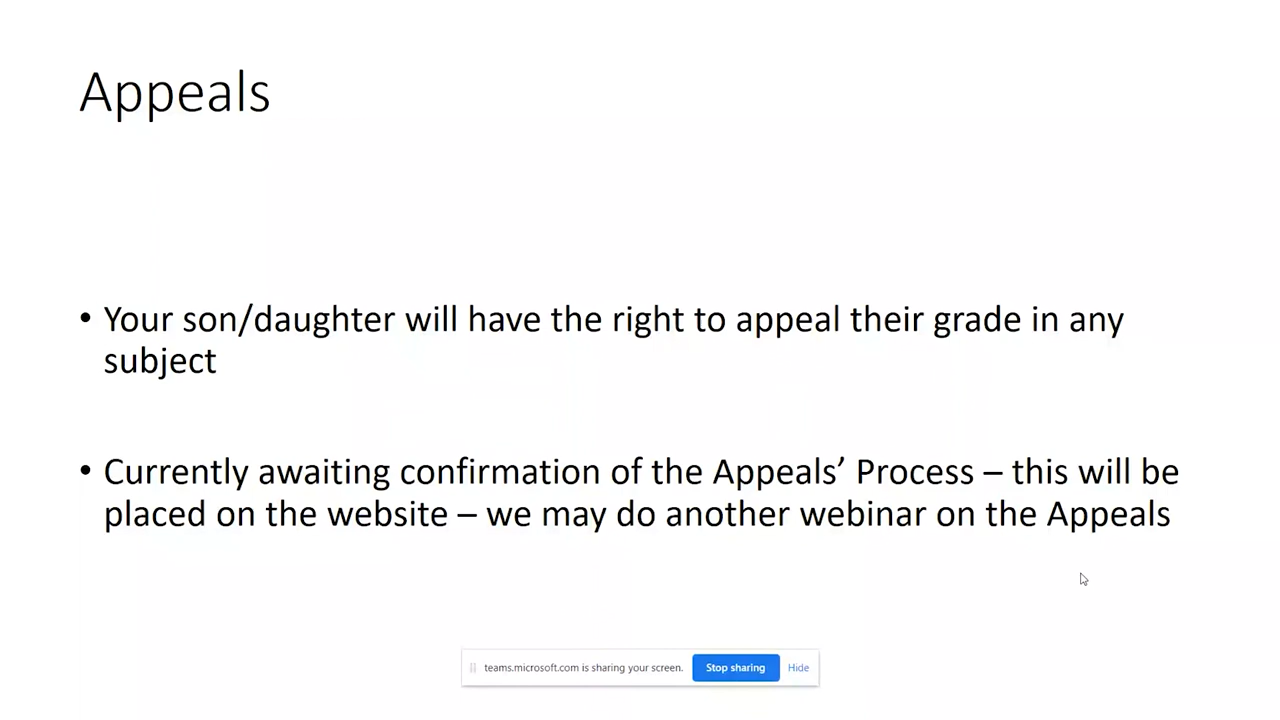 Appeals
• Your son/daughter will have the right to appeal their grade in any
subject
• Currently awaiting confirmation of the Appeals’ Process – this will be
placed on the website – we may do another webinar on the Appeals
teams.microsoft.com is sharing your screen. Stop sharing Hide